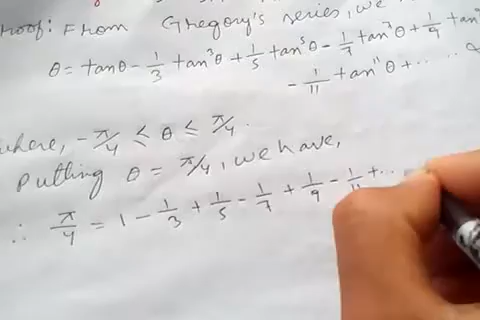 Proof: From Gregory's series, we
θ = tanθ - 1/3 tan³θ + 1/5 tan⁵θ - 1/7 tan⁷θ + 1/9 tan
- 1/11 tan¹¹θ + ....
where, -π/4 ≤ θ ≤ π/4.
Putting θ = π/4, we have,
∴ π/4 = 1 - 1/3 + 1/5 - 1/7 + 1/9 - 1/11 + ...